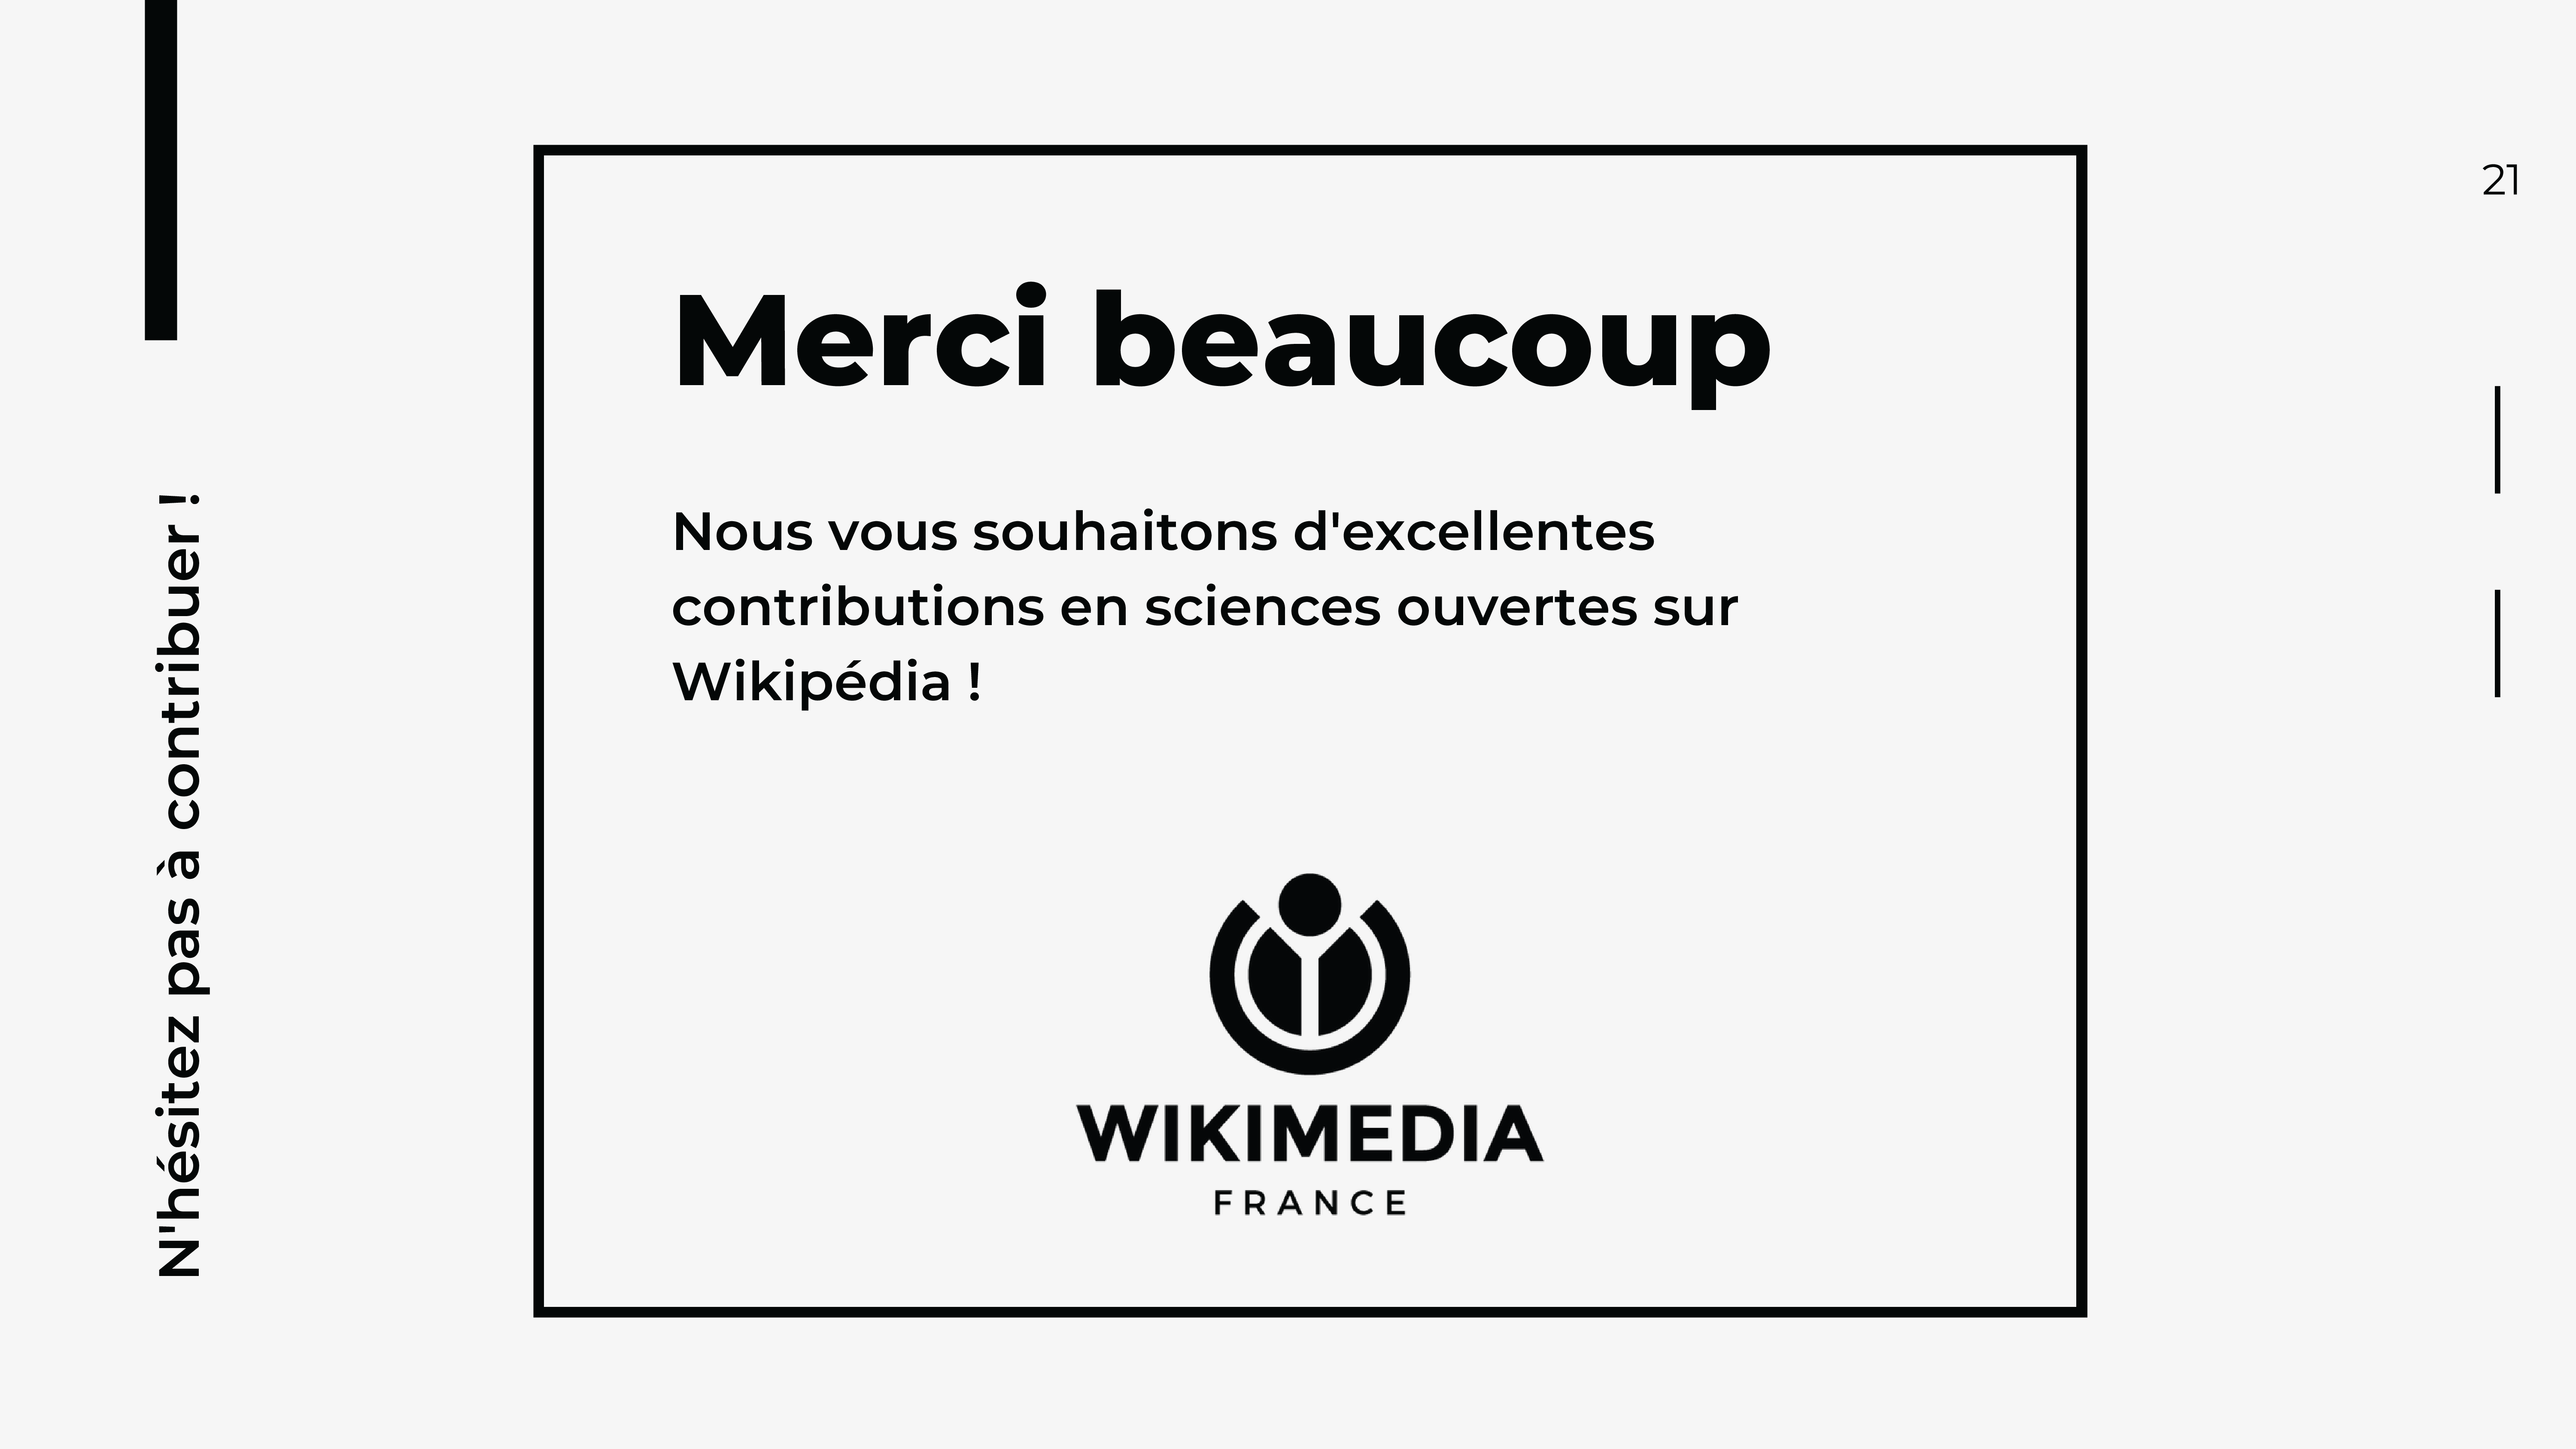 N'hésitez pas à contribuer !
21
Merci beaucoup
Nous vous souhaitons d'excellentes
contributions en sciences ouvertes sur
Wikipédia !
WIKIMEDIA
FRANCE